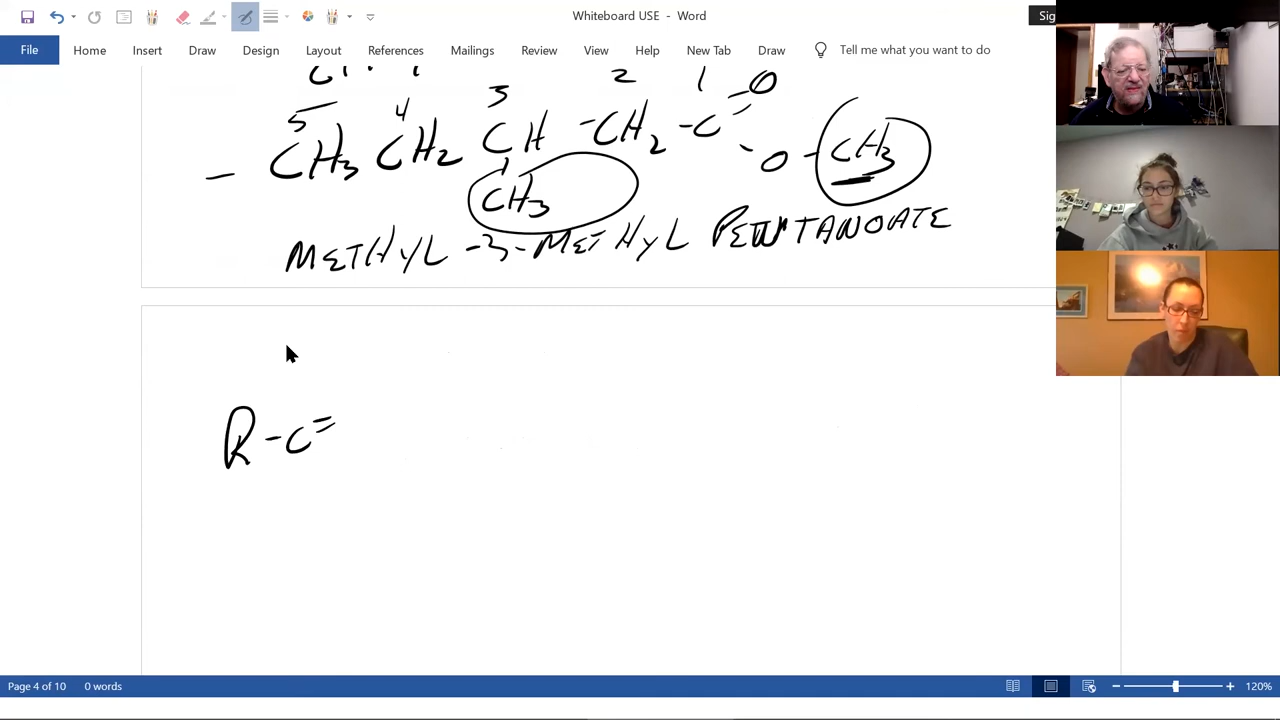 Whiteboard USE - Word
Sig
File Home Insert Draw Design Layout References Mailings Review View Help New Tab Draw Tell me what you want to do
5 4 3 2 1
CH3 CH2 CH - CH2 - C = O
- O - CH3
CH3
METHYL -3- METHYL PENTANOATE
R - C =
Page 4 of 10 0 words 120%